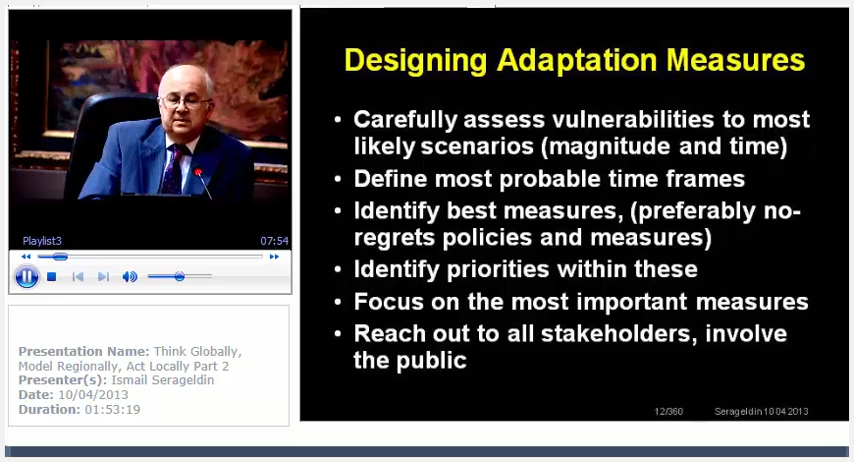 Playlist3 07:54
Presentation Name: Think Globally,
Model Regionally, Act Locally Part 2
Presenter(s): Ismail Serageldin
Date: 10/04/2013
Duration: 01:53:19
Designing Adaptation Measures
• Carefully assess vulnerabilities to most
likely scenarios (magnitude and time)
• Define most probable time frames
• Identify best measures, (preferably no-
regrets policies and measures)
• Identify priorities within these
• Focus on the most important measures
• Reach out to all stakeholders, involve
the public
12/360 Serageldin 10 04 2013